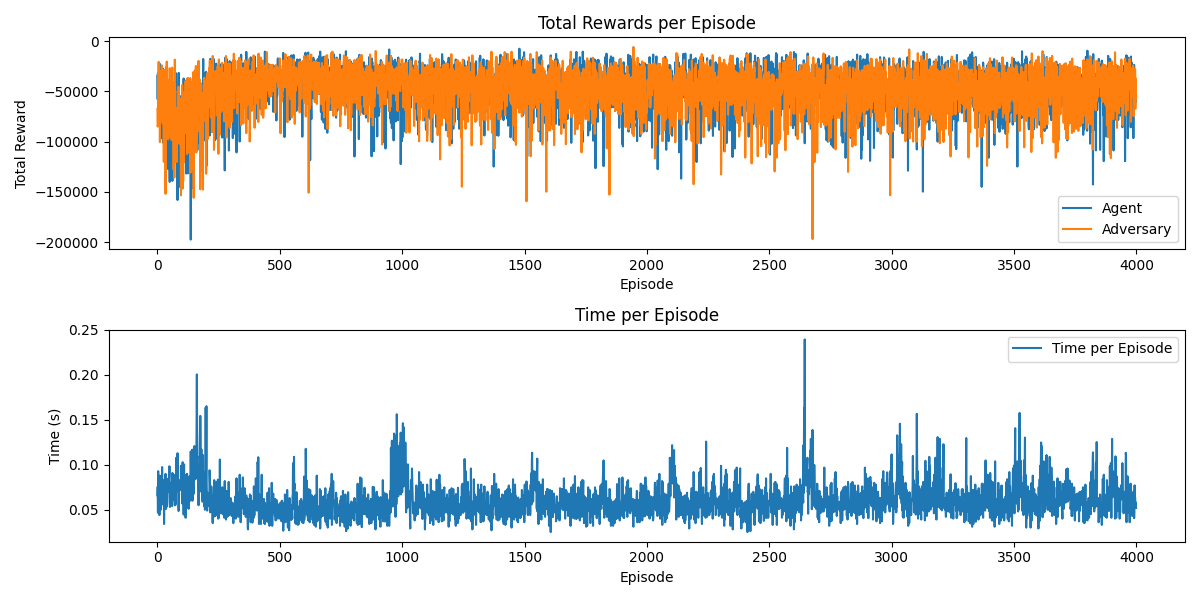 Total Rewards per Episode
Total Reward
0
−50000
−100000
−150000
−200000
Agent
Adversary
0 500 1000 1500 2000 2500 3000 3500 4000
Episode
Time per Episode
Time (s)
0.25
0.20
0.15
0.10
0.05
Time per Episode
0 500 1000 1500 2000 2500 3000 3500 4000
Episode